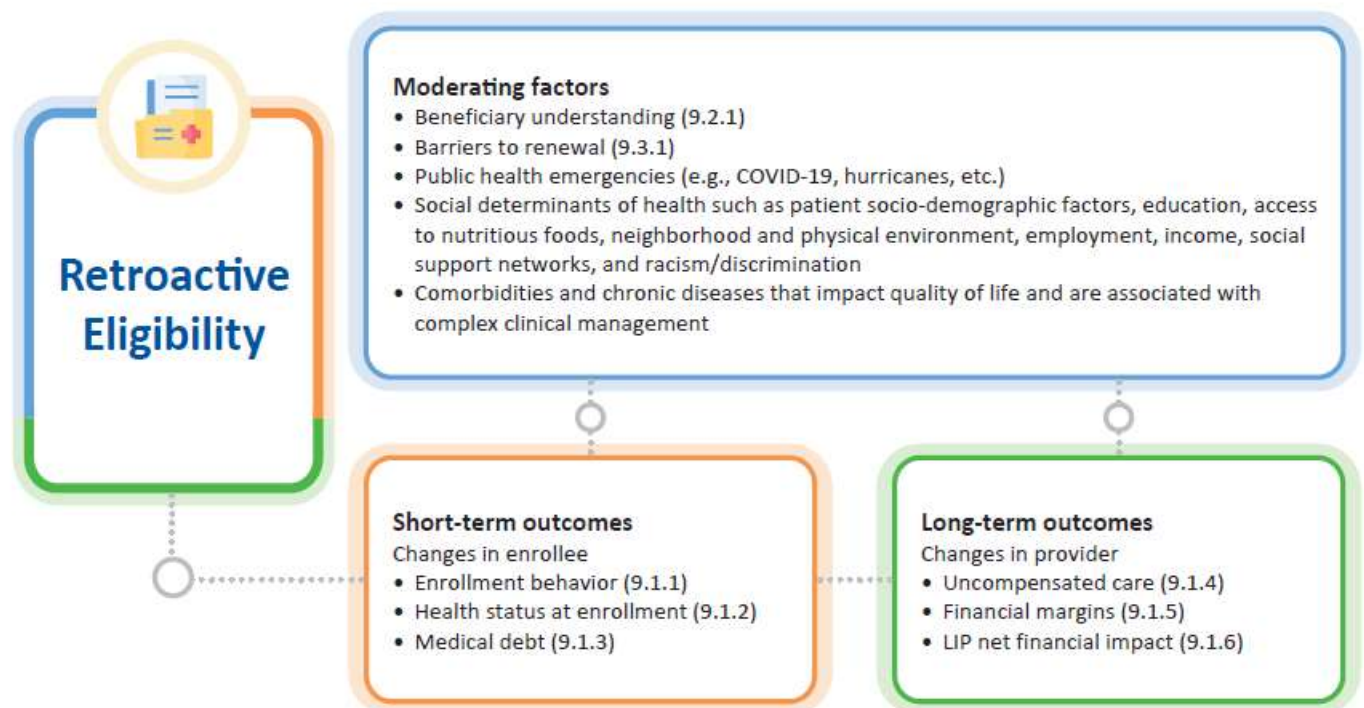 Retroactive
Eligibility
Moderating factors
• Beneficiary understanding (9.2.1)
• Barriers to renewal (9.3.1)
• Public health emergencies (e.g., COVID-19, hurricanes, etc.)
• Social determinants of health such as patient socio-demographic factors, education, access
to nutritious foods, neighborhood and physical environment, employment, income, social
support networks, and racism/discrimination
• Comorbidities and chronic diseases that impact quality of life and are associated with
complex clinical management
Short-term outcomes
Changes in enrollee
• Enrollment behavior (9.1.1)
• Health status at enrollment (9.1.2)
• Medical debt (9.1.3)
Long-term outcomes
Changes in provider
• Uncompensated care (9.1.4)
• Financial margins (9.1.5)
• LIP net financial impact (9.1.6)